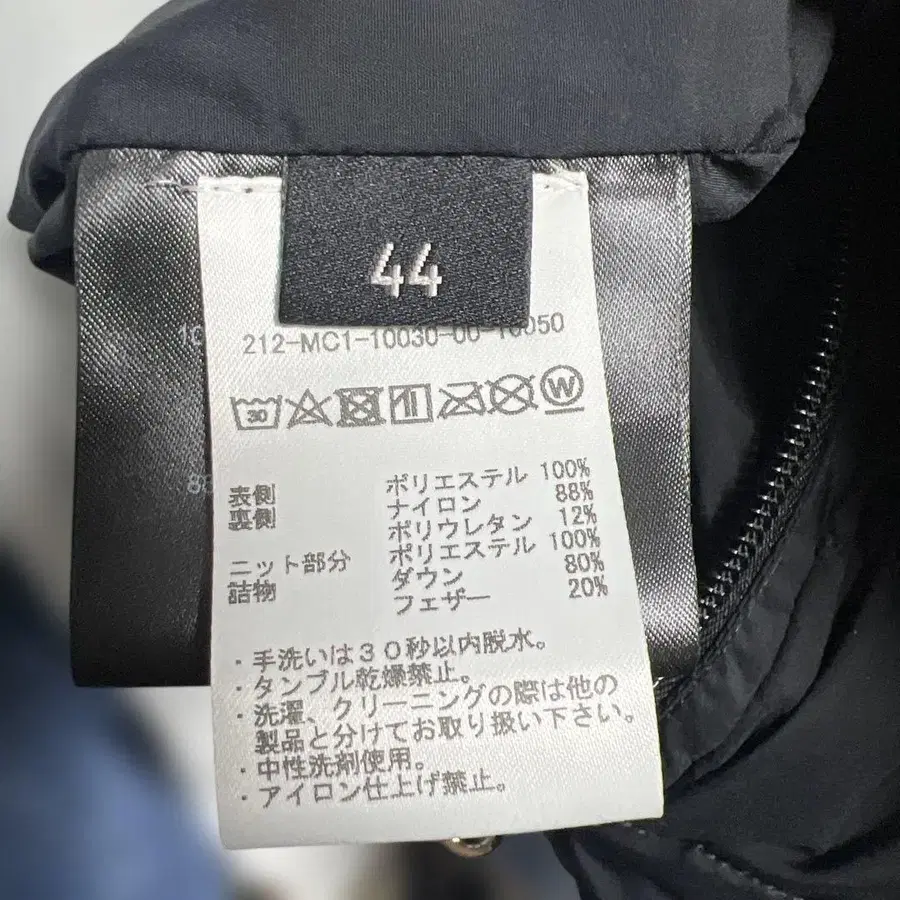 44
212-MC1-10030-00-10050
30
W
表側 ポリエステル 100%
裏側 ナイロン 88%
ポリウレタン 12%
ニット部分 ポリエステル 100%
詰物 ダウン 80%
フェザー 20%
・手洗いは30秒以内脱水。
・タンブル乾燥禁止。
・洗濯、クリーニングの際は他の
製品と分けてお取り扱い下さい。
・中性洗剤使用。
・アイロン仕上げ禁止。